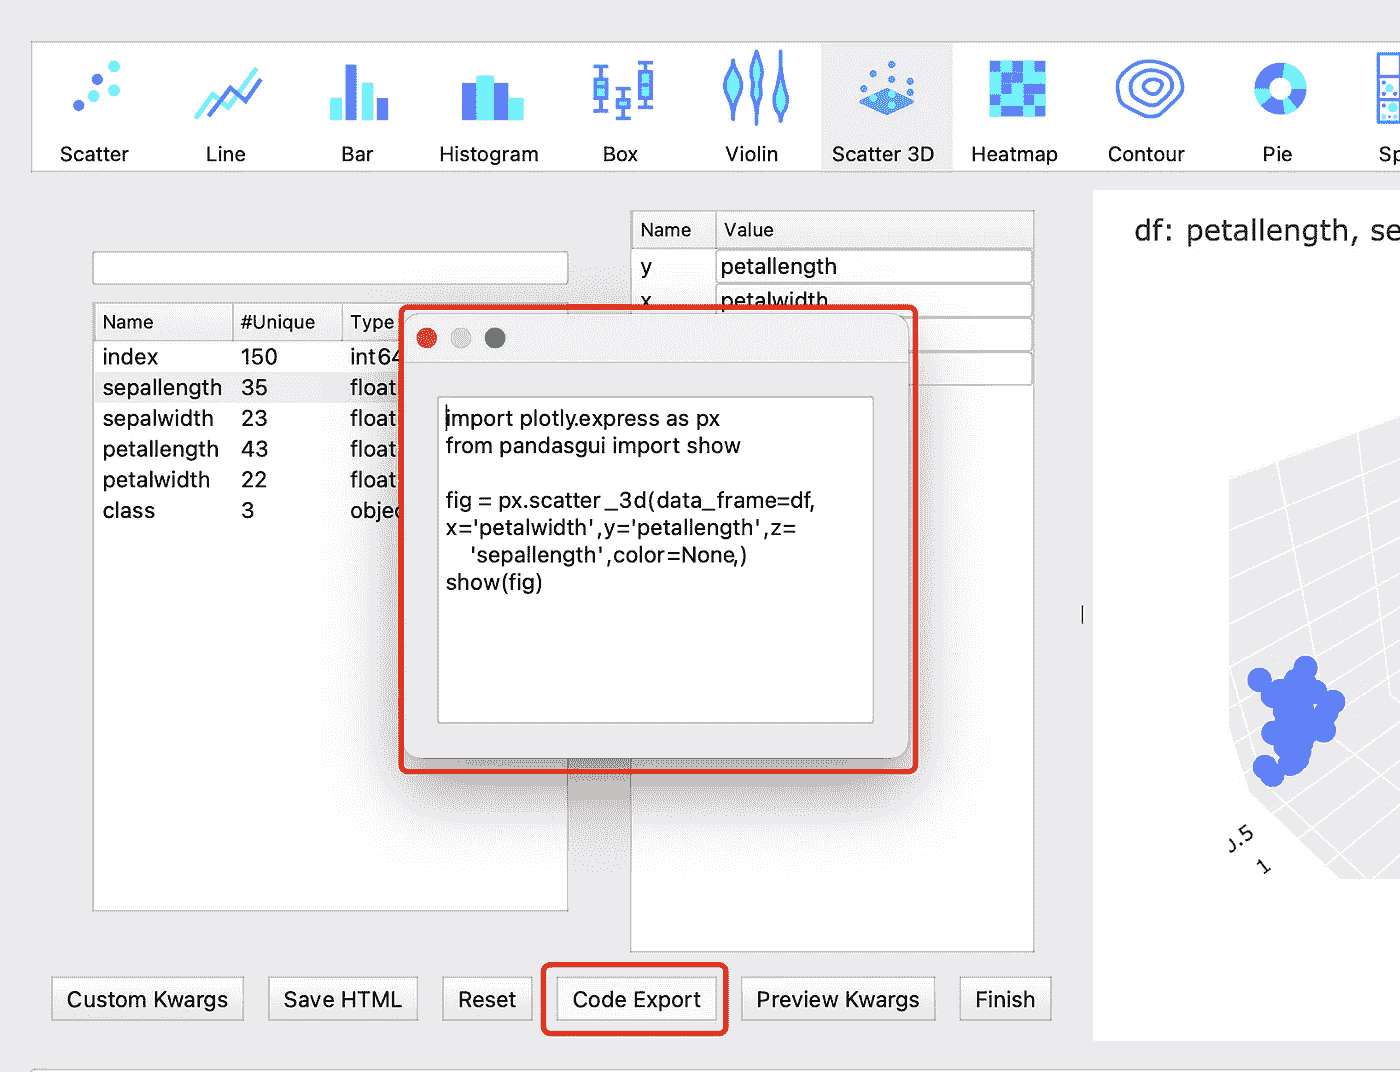 Scatter Line Bar Histogram Box Violin Scatter 3D Heatmap Contour Pie Sp
Name Value
y petallength
x petalwidth
Name #Unique Type
index 150 int64
sepallength 35 float
sepalwidth 23 float
petallength 43 float
petalwidth 22 float
class 3 objec
import plotly.express as px
from pandasgui import show
fig = px.scatter_3d(data_frame=df,
x='petalwidth',y='petallength',z=
'sepallength',color=None,)
show(fig)
df: petallength, se
0.5
1
Custom Kwargs Save HTML Reset Code Export Preview Kwargs Finish